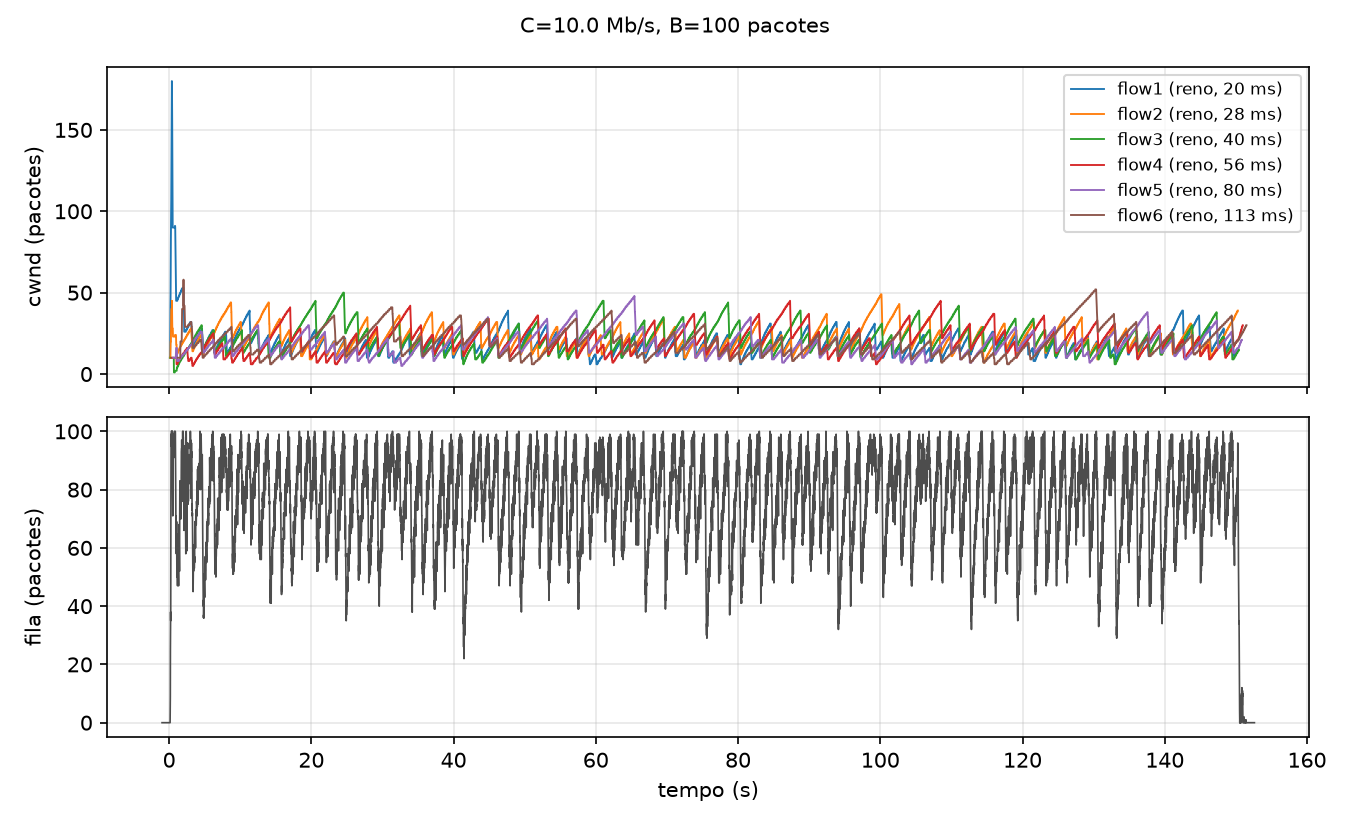 C=10.0 Mb/s, B=100 pacotes
cwnd (pacotes)
150
100
50
0
flow1 (reno, 20 ms)
flow2 (reno, 28 ms)
flow3 (reno, 40 ms)
flow4 (reno, 56 ms)
flow5 (reno, 80 ms)
flow6 (reno, 113 ms)
fila (pacotes)
100
80
60
40
20
0
0 20 40 60 80 100 120 140 160
tempo (s)